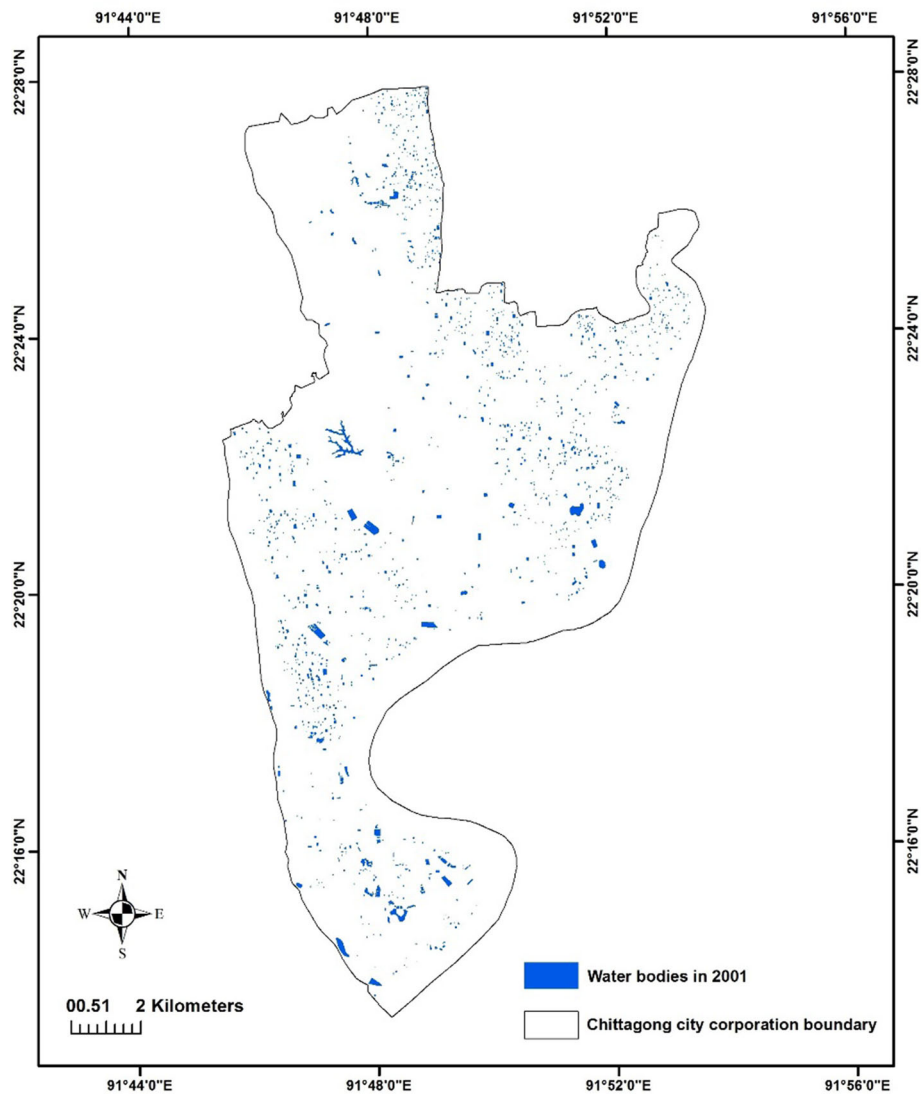 91°44'0"E 91°48'0"E 91°52'0"E 91°56'0"E
22°28'0"N 22°28'0"N
22°24'0"N 22°24'0"N
22°20'0"N 22°20'0"N
22°16'0"N 22°16'0"N
N
W E
S
Water bodies in 2001
00.51 2 Kilometers
Chittagong city corporation boundary
91°44'0"E 91°48'0"E 91°52'0"E 91°56'0"E